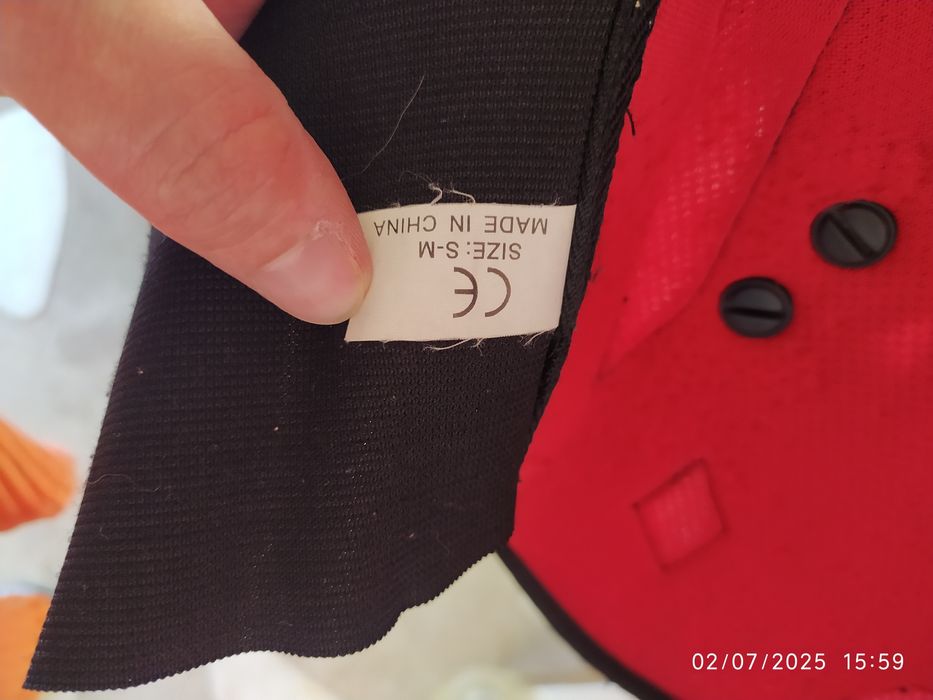 MADE IN CHINA
SIZE: S-M
CE
02/07/2025 15:59